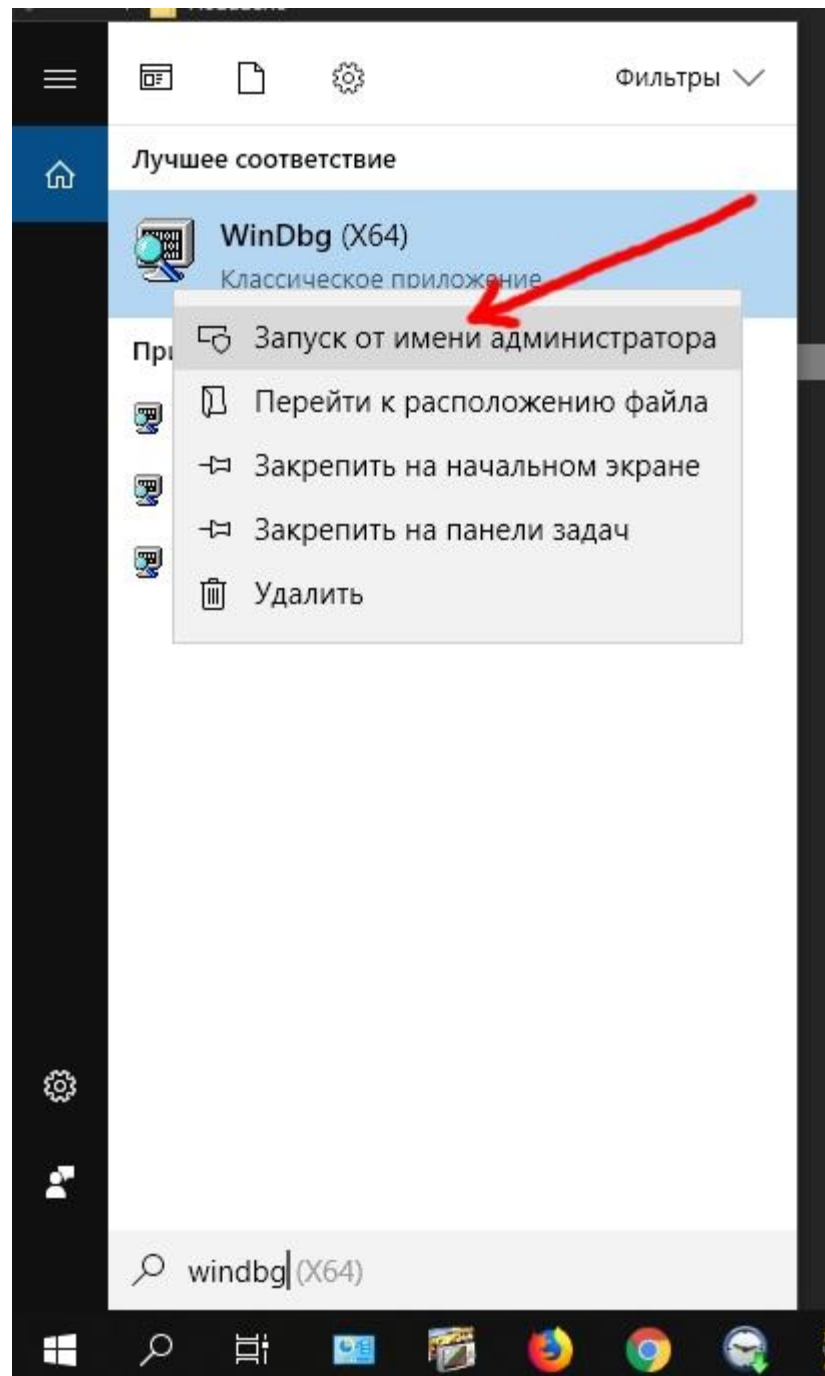 Фильтры
Лучшее соответствие
WinDbg (X64)
Классическое приложение
Запуск от имени администратора
Перейти к расположению файла
Закрепить на начальном экране
Закрепить на панели задач
Удалить
windbg (X64)